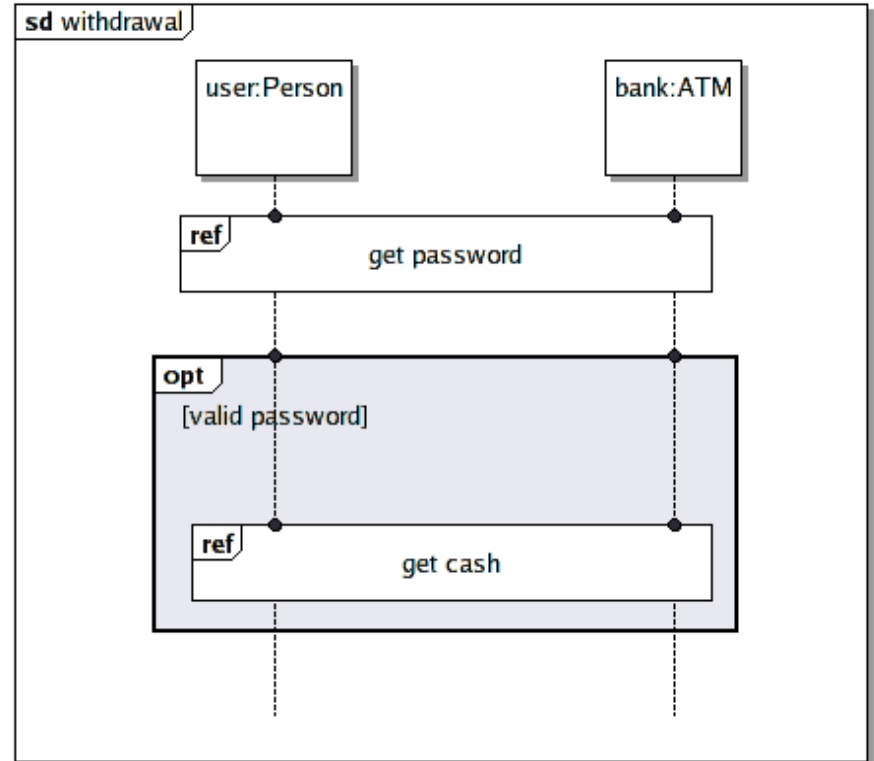 sd withdrawal
user:Person
bank:ATM
ref
get password
opt
[valid password]
ref
get cash